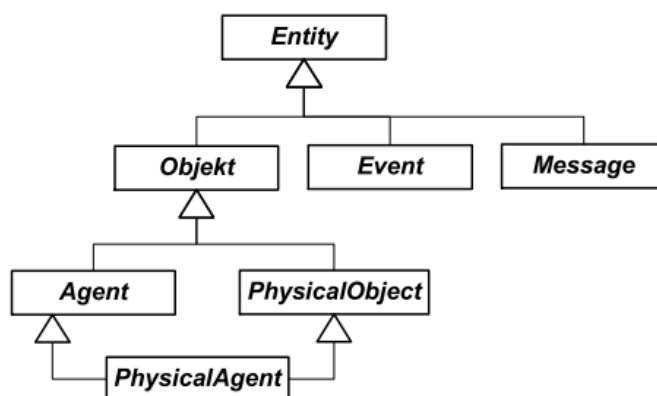 Entity
Objekt
Event
Message
Agent
PhysicalObject
PhysicalAgent